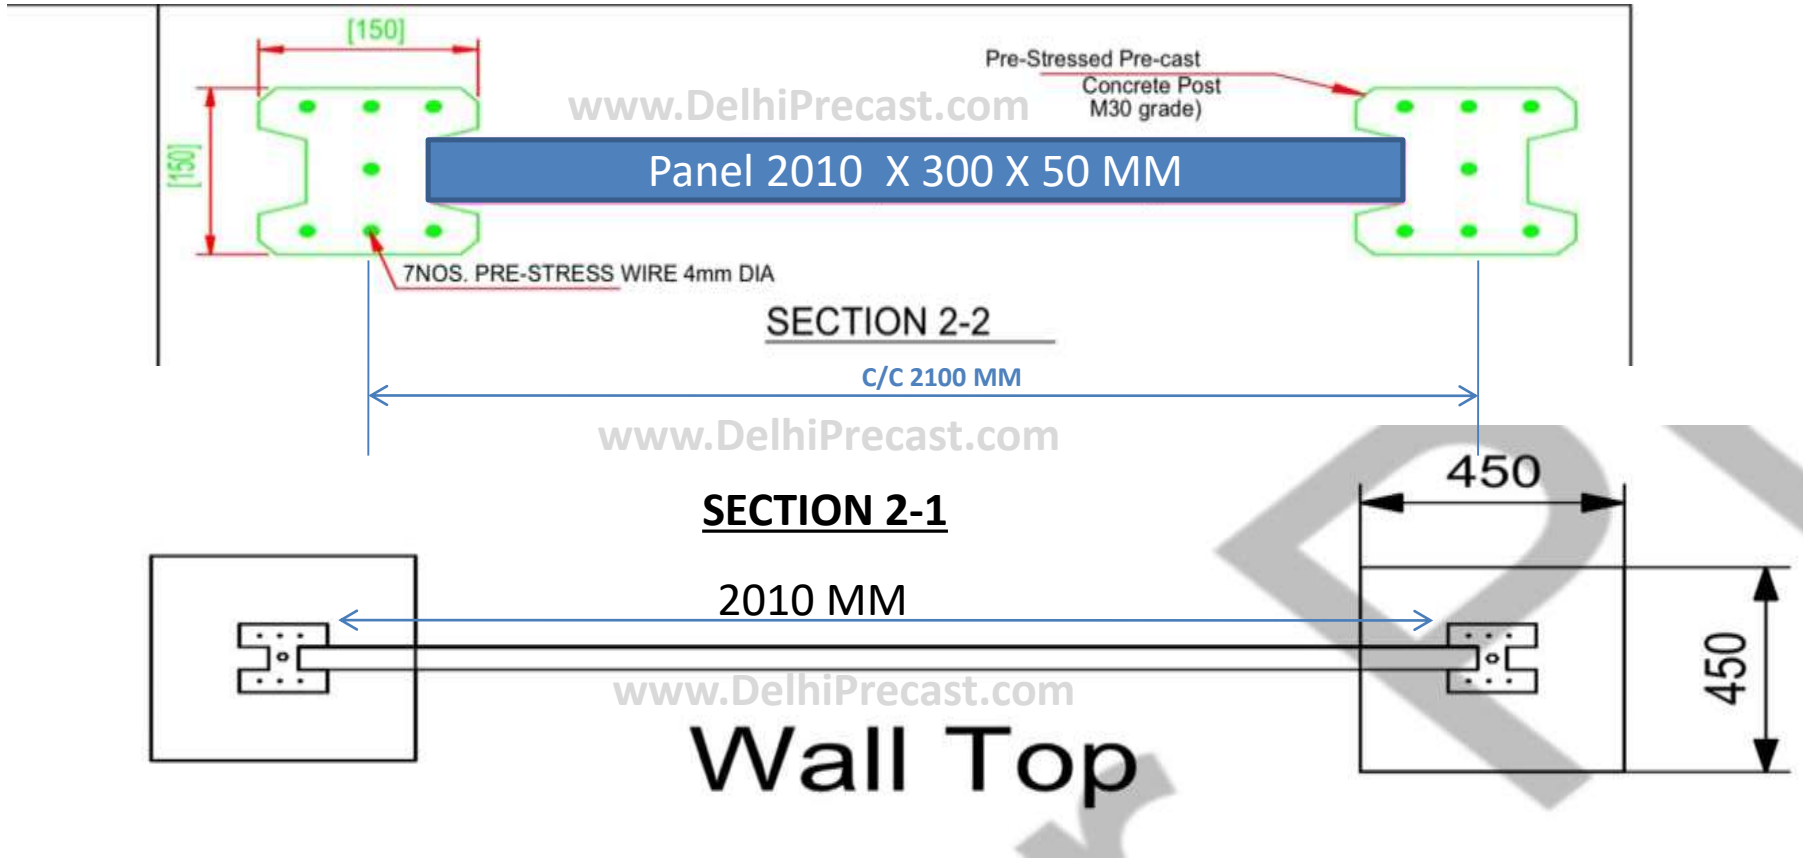 [150]
Pre-Stressed Pre-cast
Concrete Post
M30 grade)
www.DelhiPrecast.com
[150]
Panel 2010 X 300 X 50 MM
7NOS. PRE-STRESS WIRE 4mm DIA
SECTION 2-2
C/C 2100 MM
www.DelhiPrecast.com
450
SECTION 2-1
2010 MM
450
www.DelhiPrecast.com
Wall Top